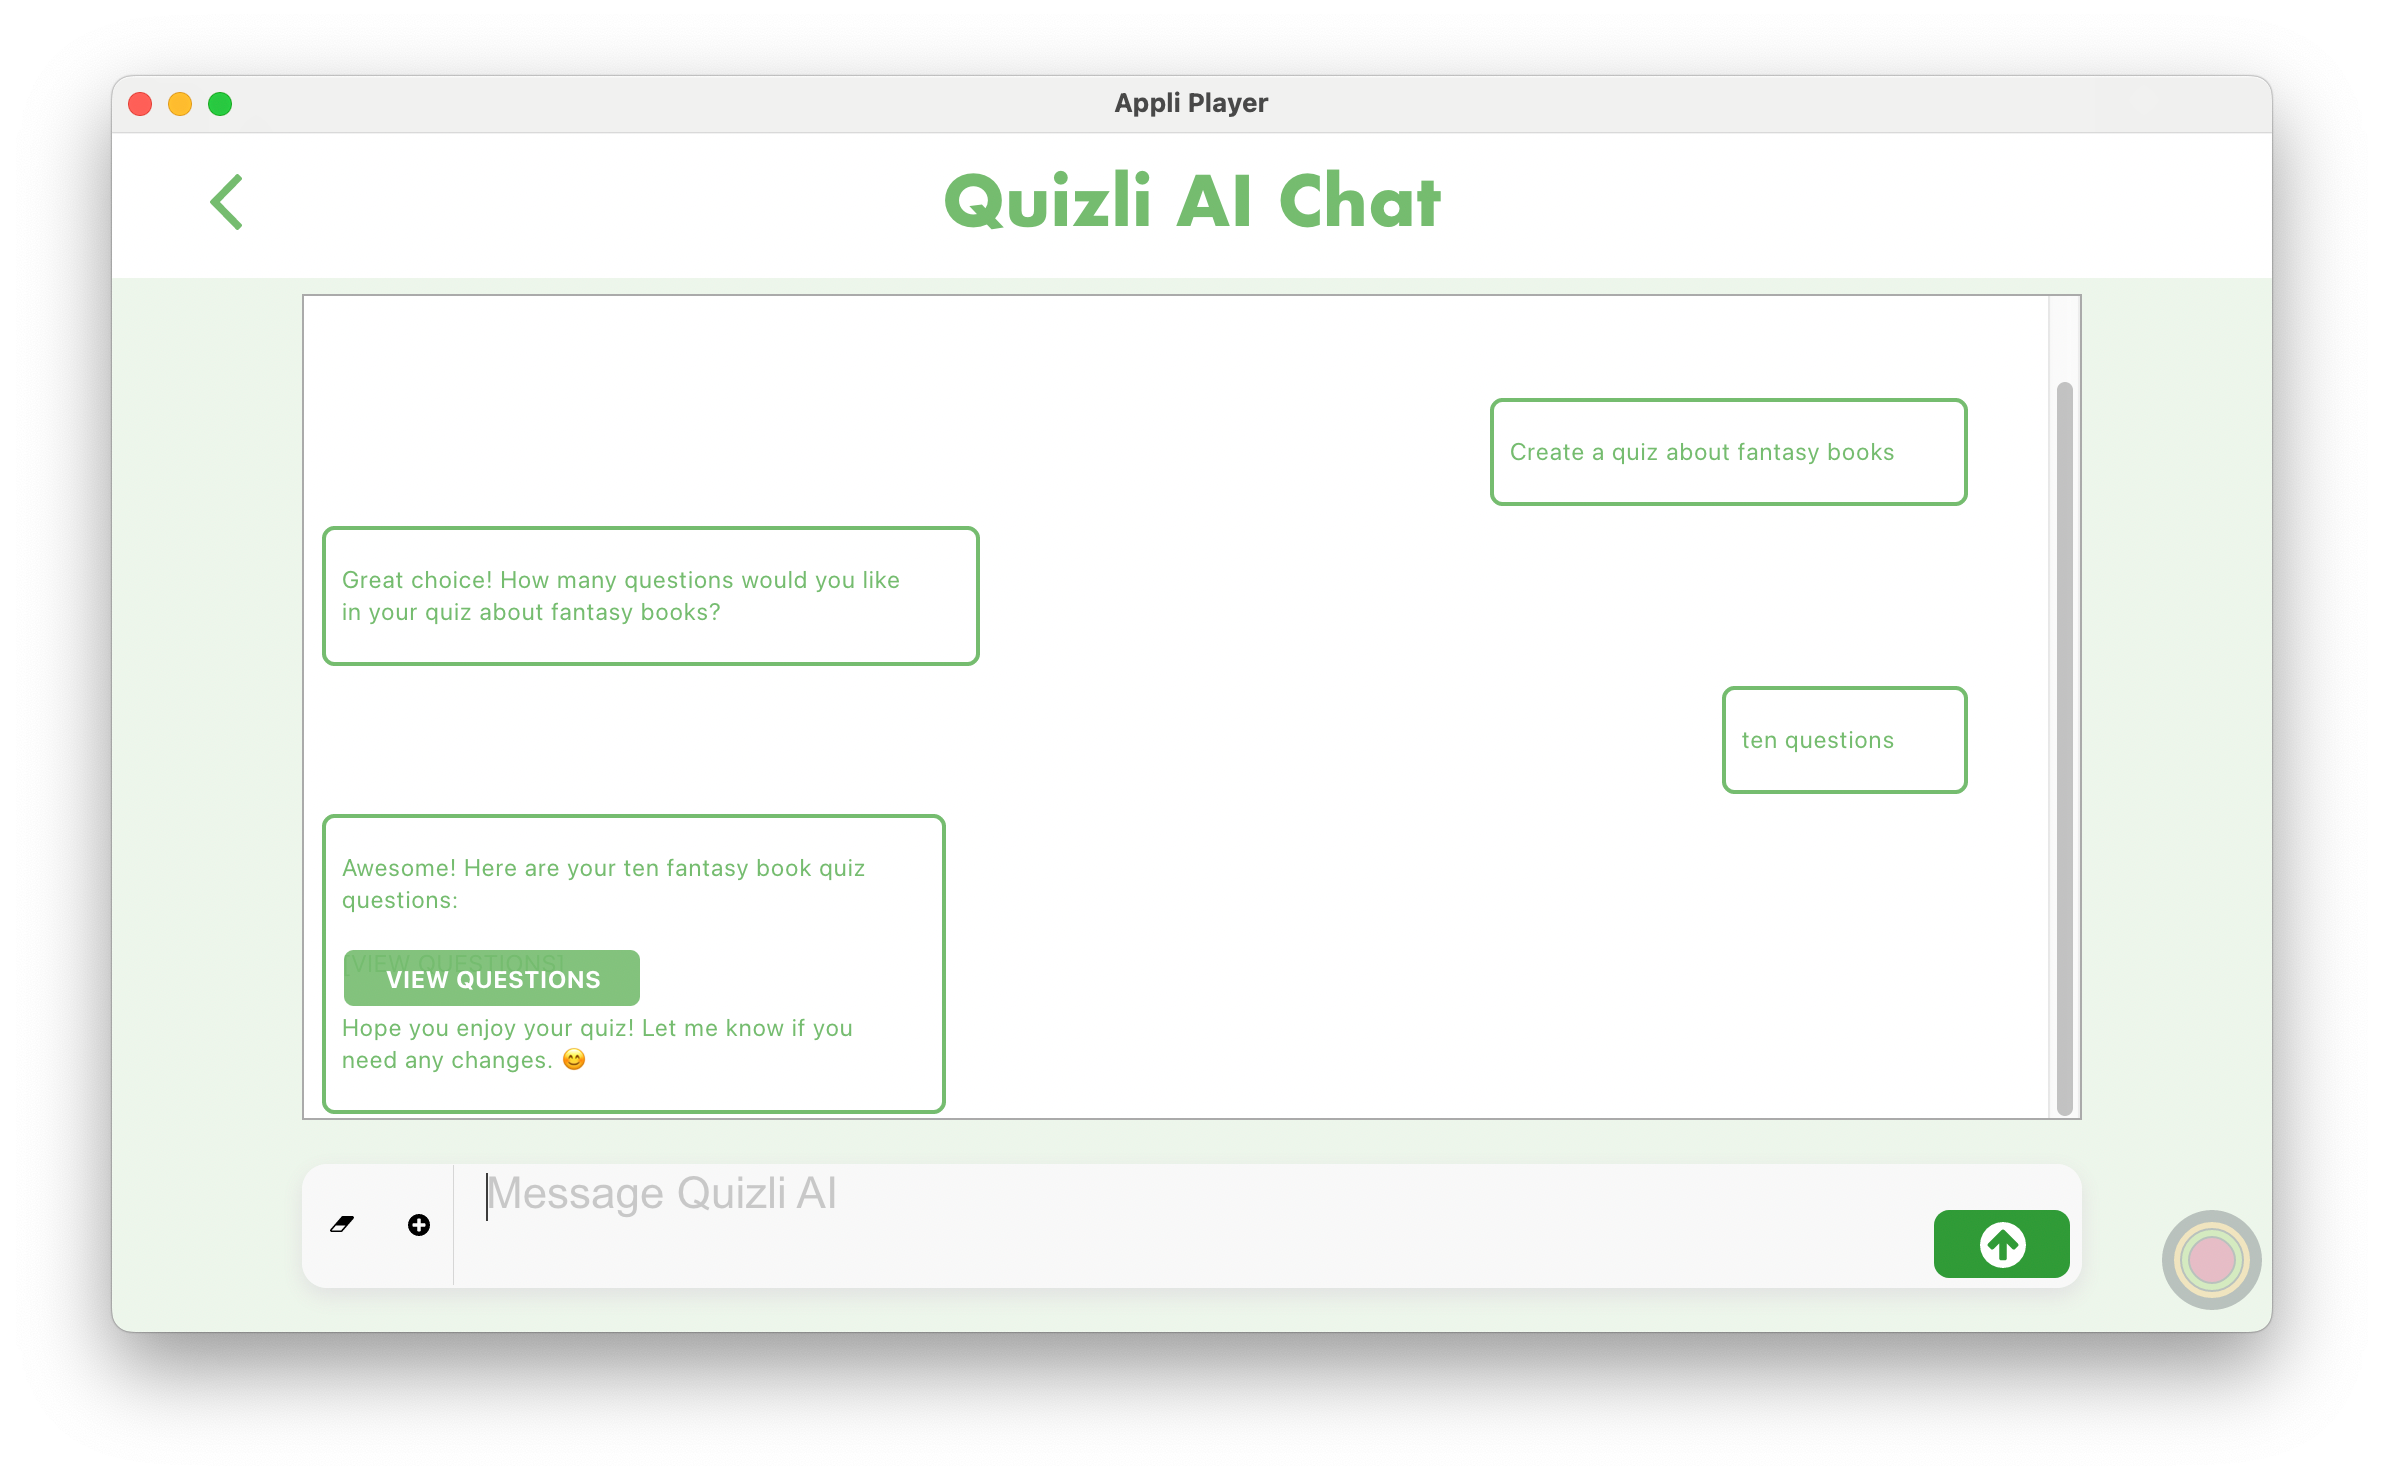 Appli Player
Quizli AI Chat
Create a quiz about fantasy books
Great choice! How many questions would you like
in your quiz about fantasy books?
ten questions
Awesome! Here are your ten fantasy book quiz
questions:
[VIEW QUESTIONS]
VIEW QUESTIONS
Hope you enjoy your quiz! Let me know if you
need any changes. 😊
Message Quizli AI